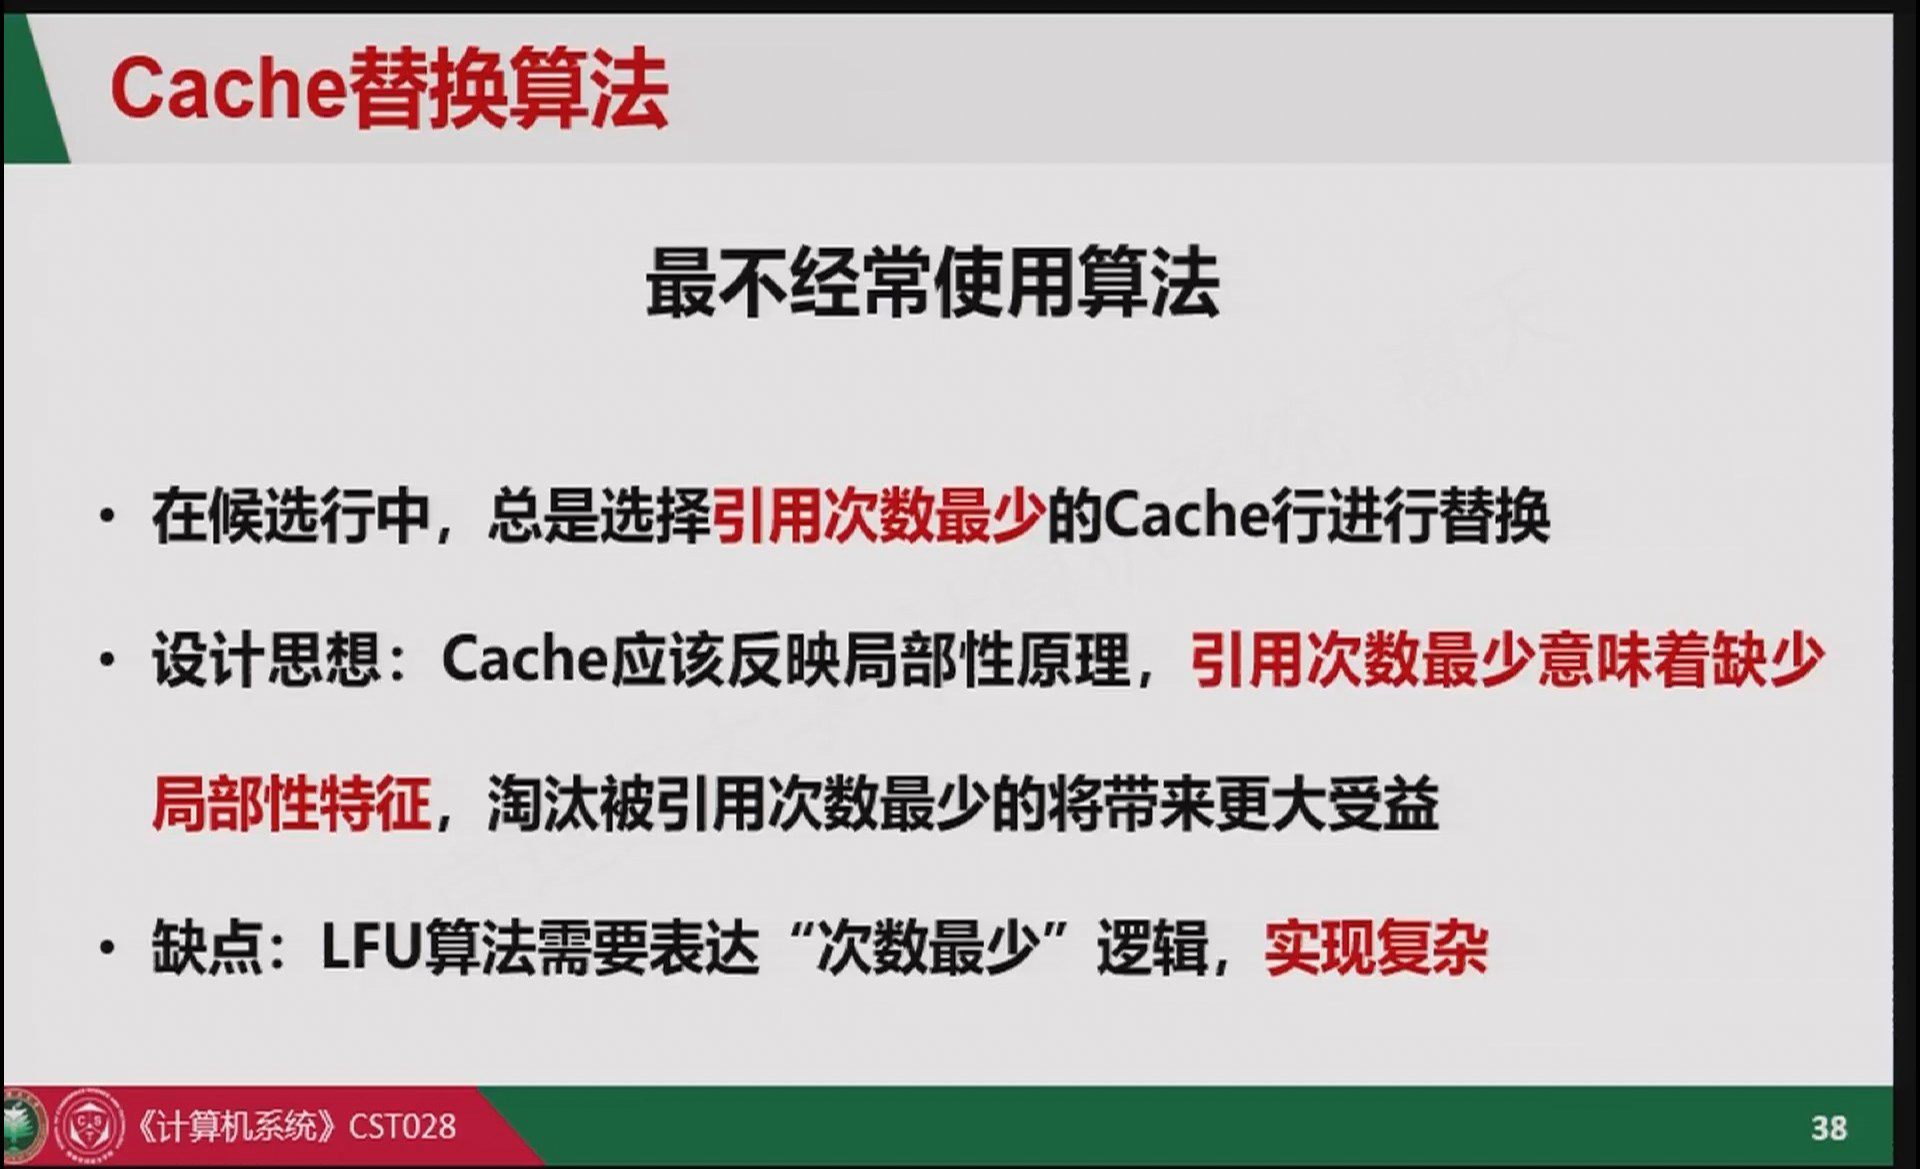 Cache替换算法
最不经常使用算法
• 在候选行中，总是选择引用次数最少的Cache行进行替换
• 设计思想：Cache应该反映局部性原理，引用次数最少意味着缺少
局部性特征，淘汰被引用次数最少的将带来更大受益
• 缺点：LFU算法需要表达“次数最少”逻辑，实现复杂
《计算机系统》CST028
38